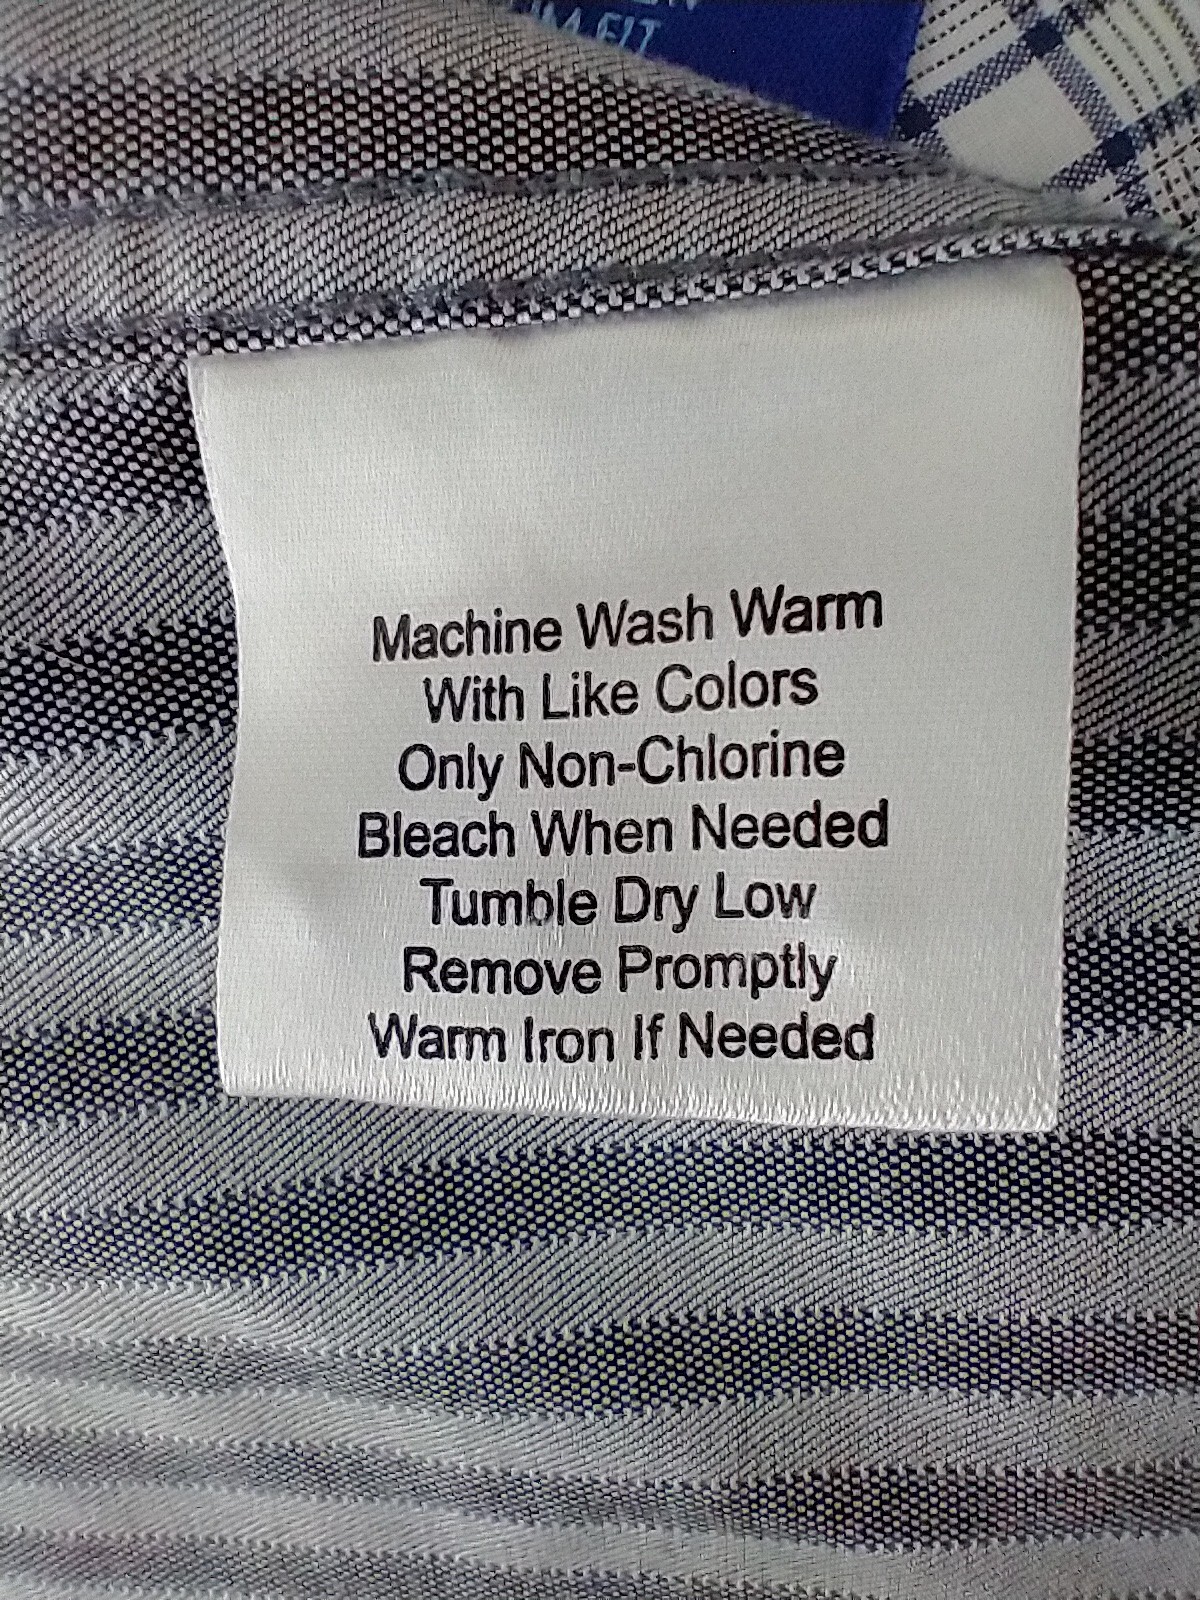 FIT
Machine Wash Warm
With Like Colors
Only Non-Chlorine
Bleach When Needed
Tumble Dry Low
Remove Promptly
Warm Iron If Needed